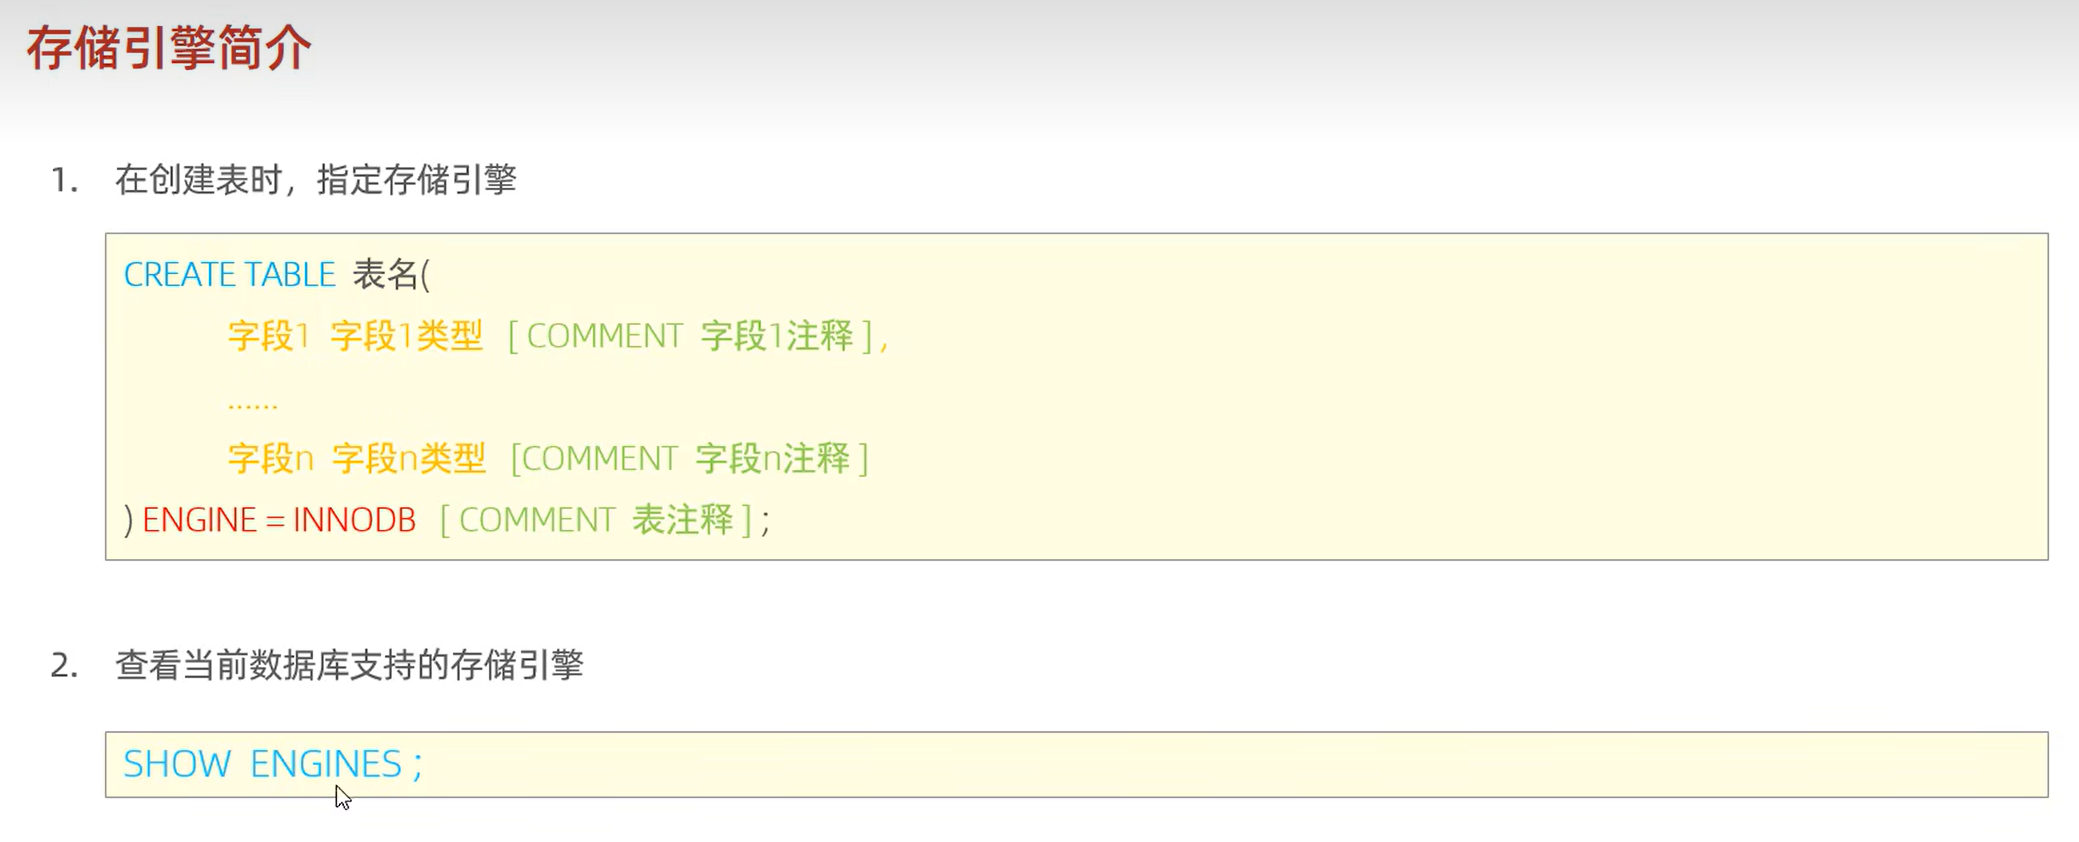 存储引擎简介
1. 在创建表时，指定存储引擎
CREATE TABLE 表名(
字段1 字段1类型 [ COMMENT 字段1注释 ] ,
......
字段n 字段n类型 [COMMENT 字段n注释 ]
) ENGINE = INNODB [ COMMENT 表注释 ] ;
2. 查看当前数据库支持的存储引擎
SHOW ENGINES ;